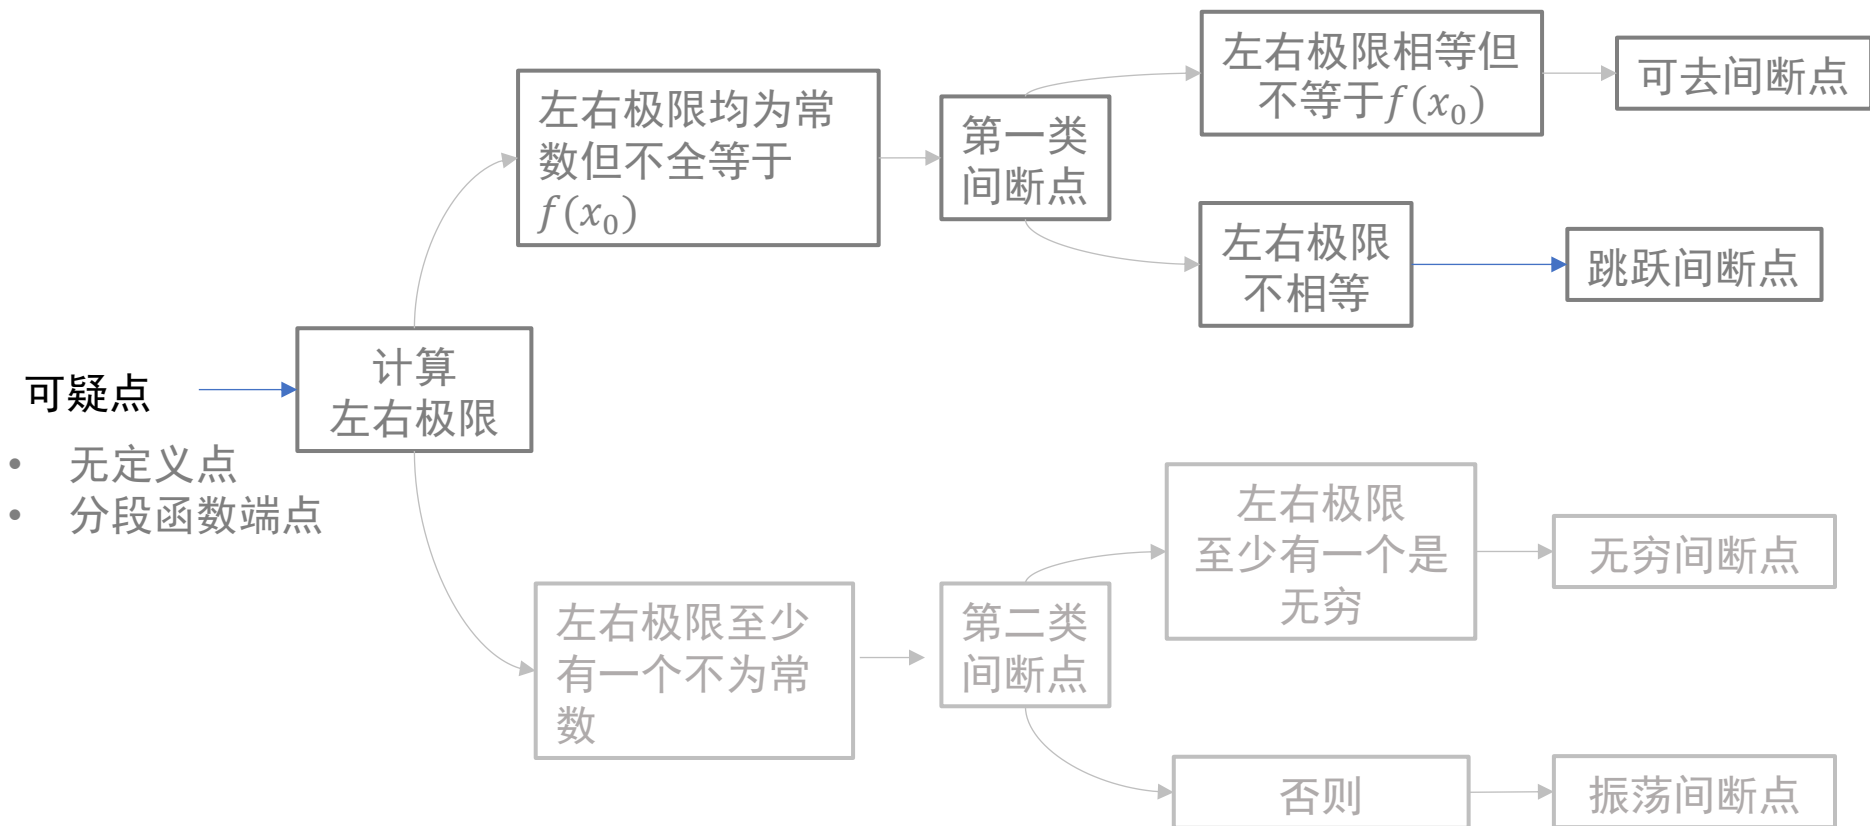 可疑点
• 无定义点
• 分段函数端点
计算
左右极限
左右极限均为常
数但不全等于
f(x₀)
第一类
间断点
左右极限相等但
不等于f(x₀)
可去间断点
左右极限
不相等
跳跃间断点
左右极限至少
有一个不为常
数
第二类
间断点
左右极限
至少有一个是
无穷
无穷间断点
否则
振荡间断点